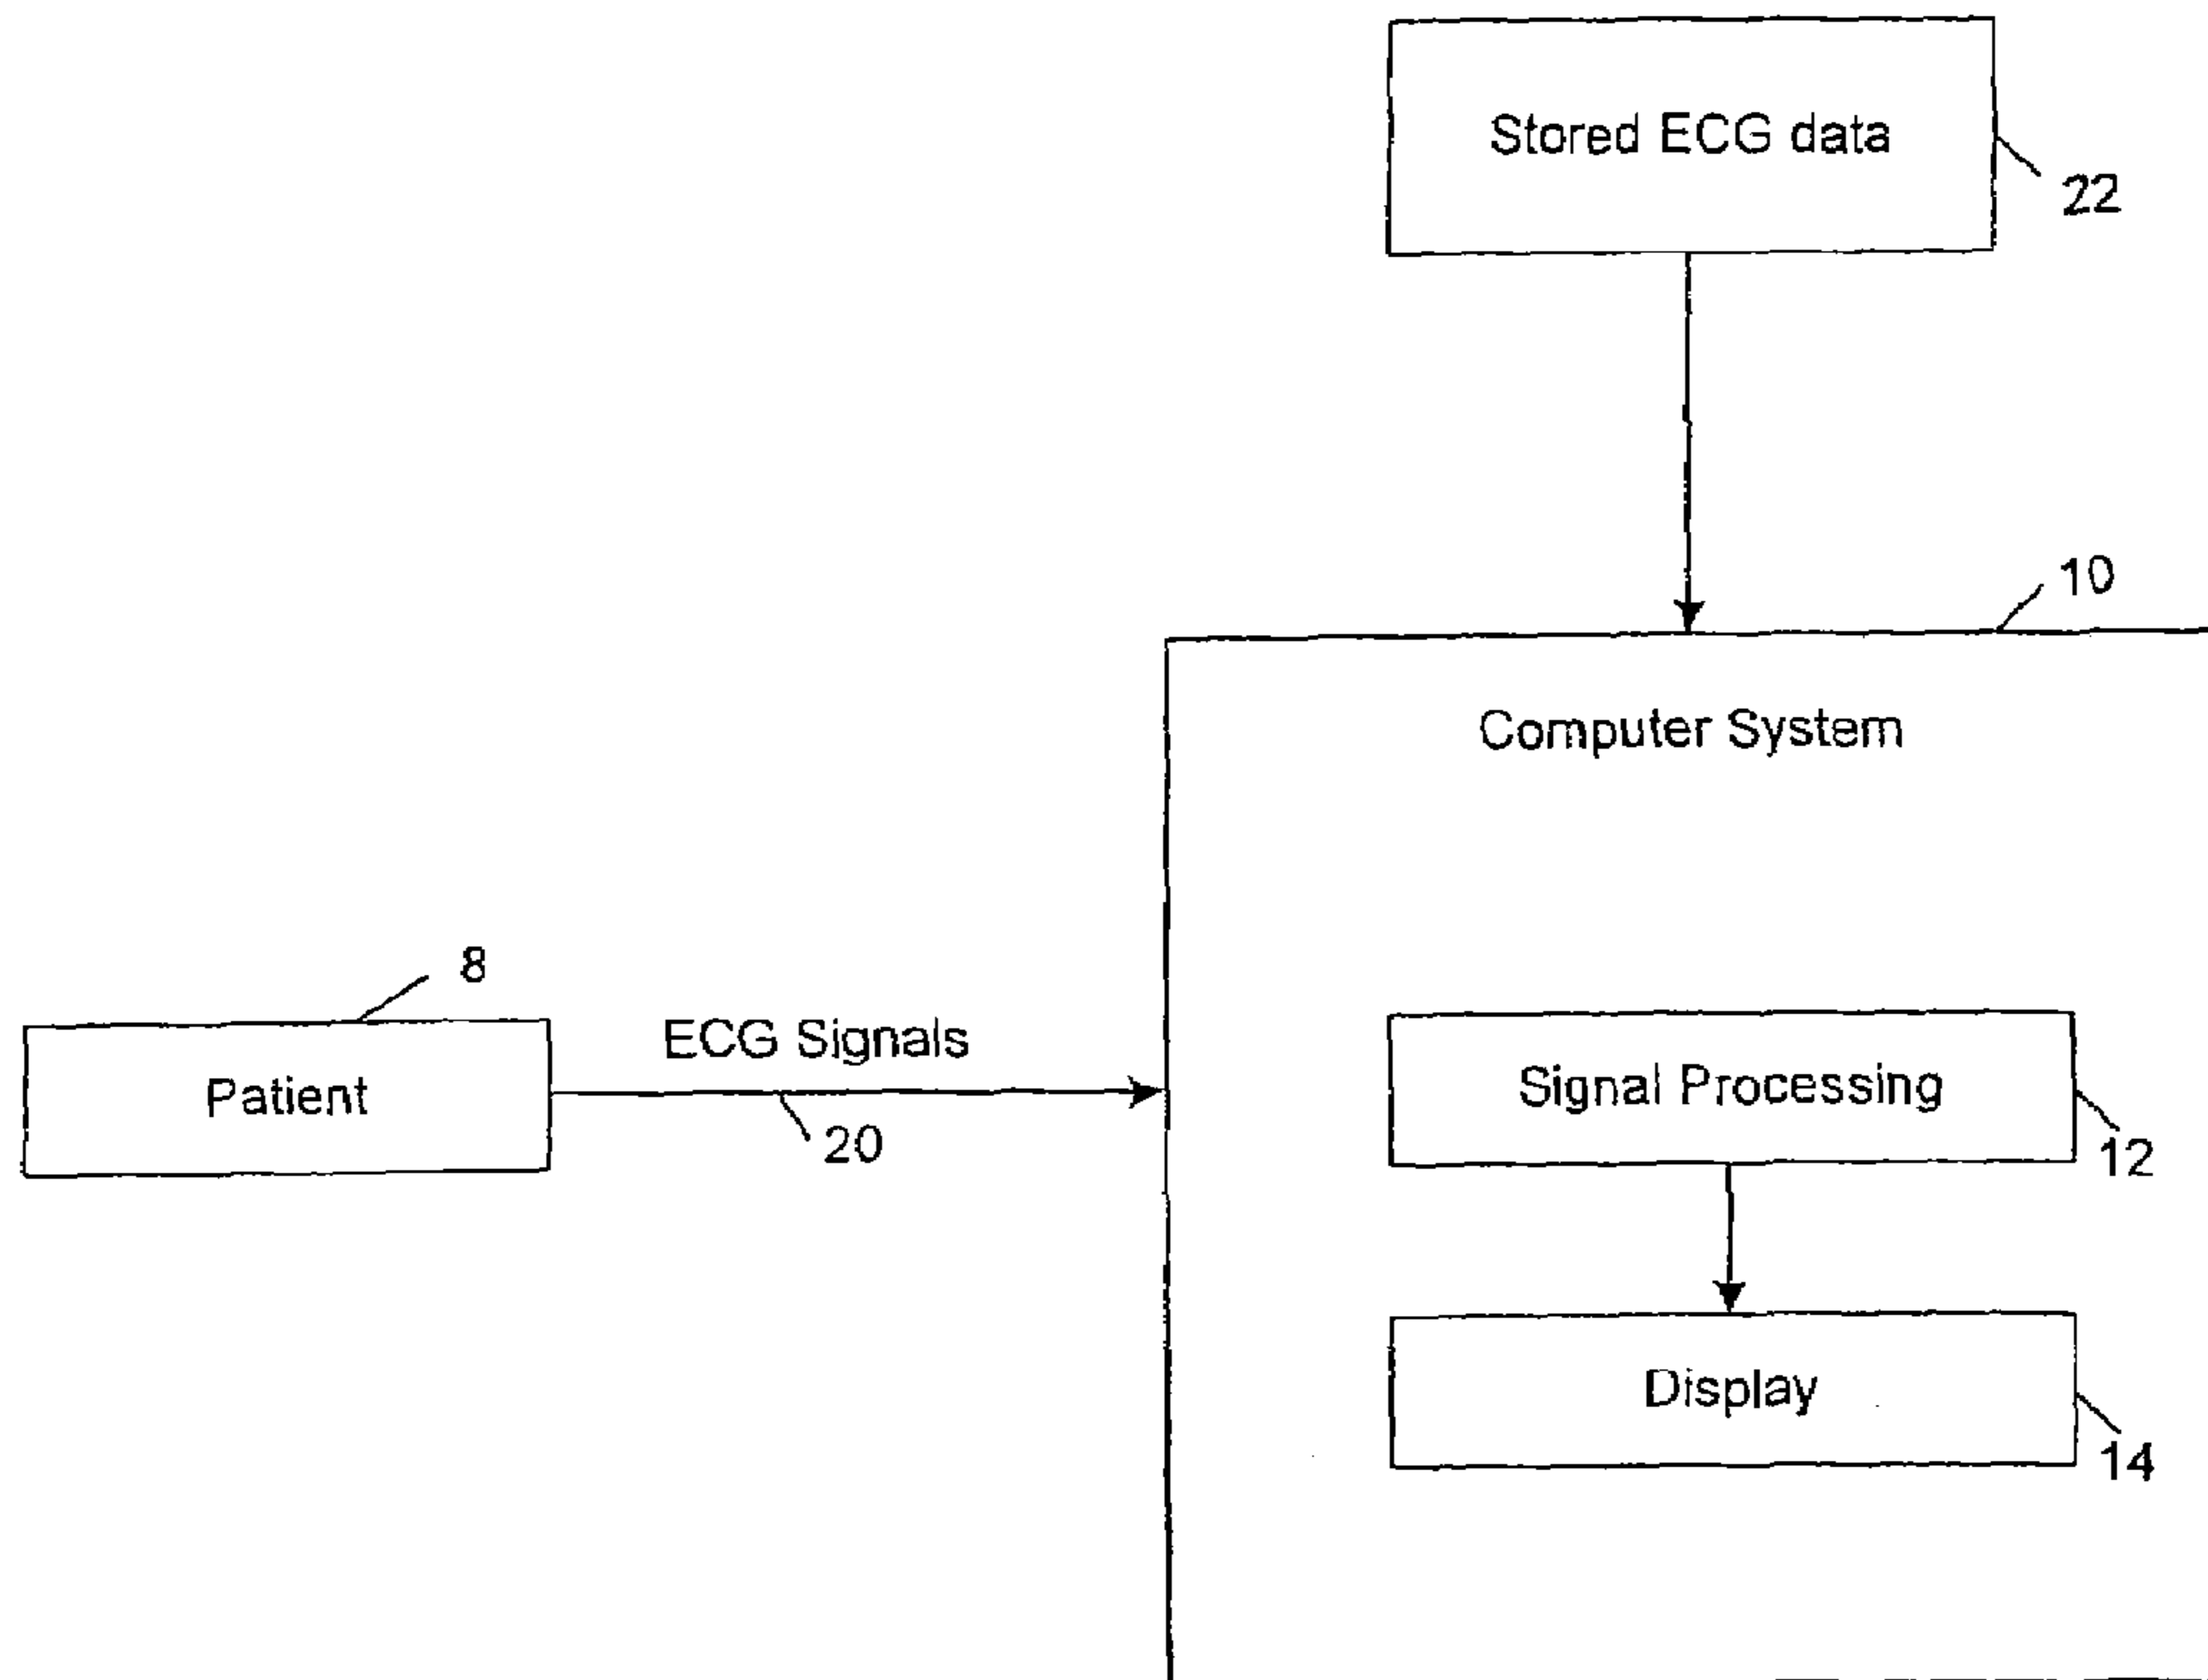 Stored ECG data
22
10
Computer System
8
ECG Signals
Patient
20
Signal Processing
12
Display
14